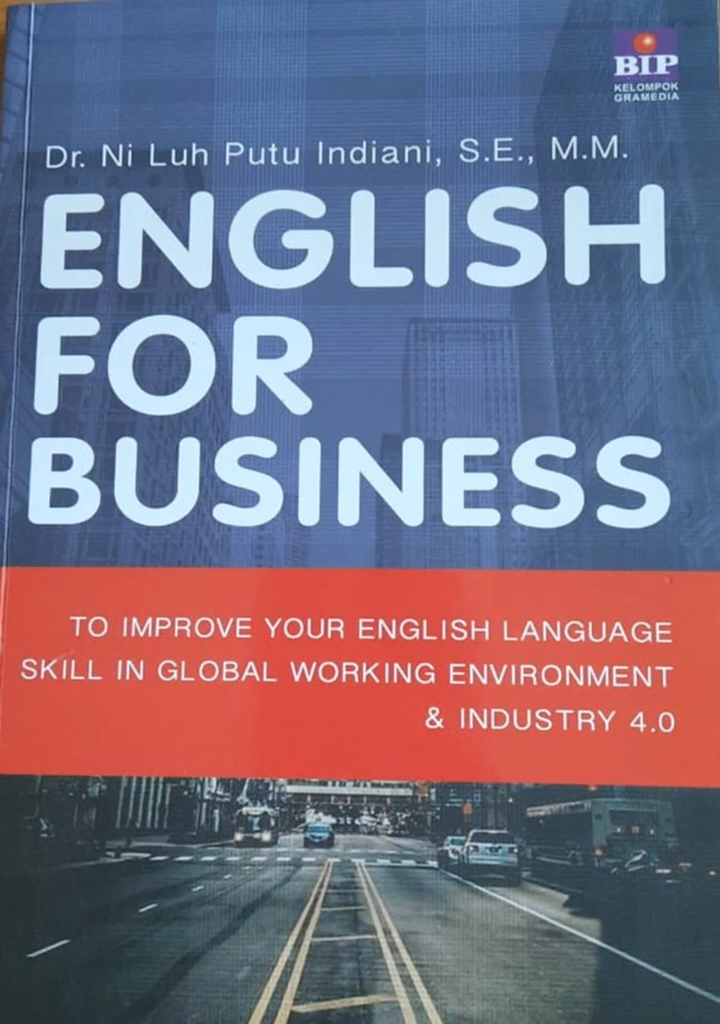 BIP
KELOMPOK
GRAMEDIA
Dr. Ni Luh Putu Indiani, S.E., M.M.
ENGLISH
FOR
BUSINESS
TO IMPROVE YOUR ENGLISH LANGUAGE
SKILL IN GLOBAL WORKING ENVIRONMENT
& INDUSTRY 4.0